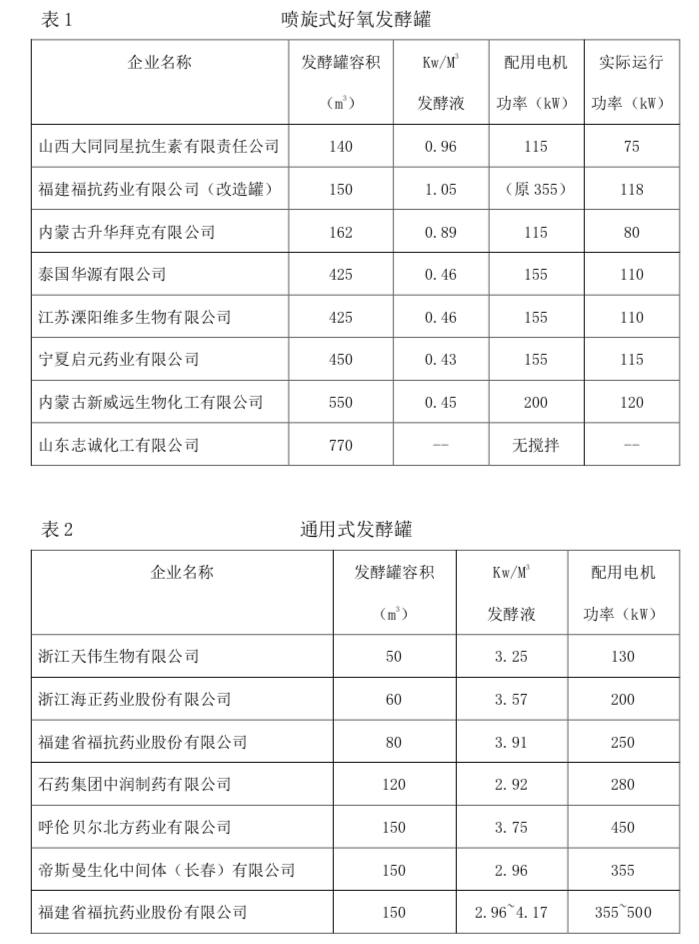 表 1 喷旋式好氧发酵罐
企业名称 发酵罐容积 Kw/M³ 配用电机 实际运行
（m³） 发酵液 功率（kW） 功率（kW）
山西大同同星抗生素有限责任公司 140 0.96 115 75
福建福抗药业有限公司（改造罐） 150 1.05 （原 355） 118
内蒙古升华拜克有限公司 162 0.89 115 80
泰国华源有限公司 425 0.46 155 110
江苏溧阳维多生物有限公司 425 0.46 155 110
宁夏启元药业有限公司 450 0.43 155 115
内蒙古新威远生物化工有限公司 550 0.45 200 120
山东志诚化工有限公司 770 -- 无搅拌 --
表 2 通用式发酵罐
企业名称 发酵罐容积 Kw/M³ 配用电机
（m³） 发酵液 功率（kW）
浙江天伟生物有限公司 50 3.25 130
浙江海正药业股份有限公司 60 3.57 200
福建省福抗药业股份有限公司 80 3.91 250
石药集团中润制药有限公司 120 2.92 280
呼伦贝尔北方药业有限公司 150 3.75 450
帝斯曼生化中间体（长春）有限公司 150 2.96 355
福建省福抗药业股份有限公司 150 2.96~4.17 355~500